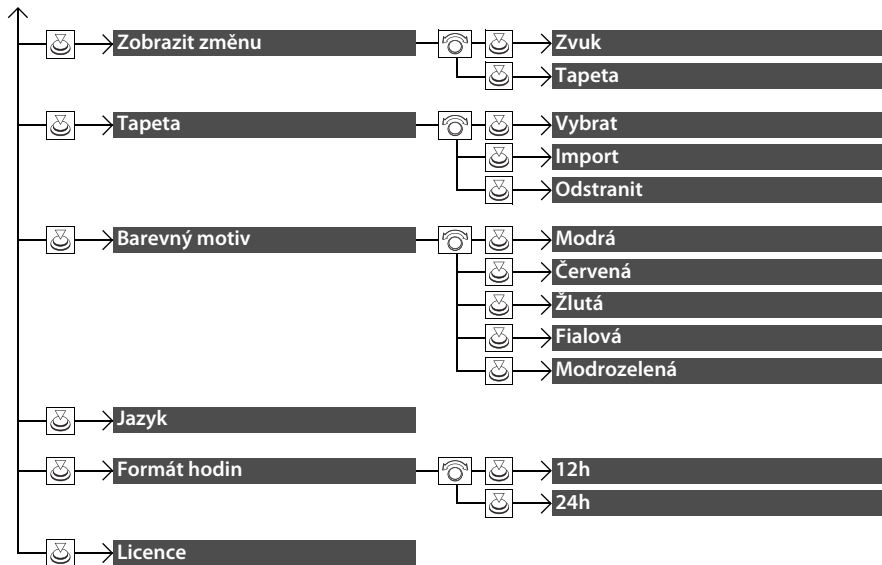 Zobrazit změnu
Zvuk
Tapeta
Tapeta
Vybrat
Import
Odstranit
Barevný motiv
Modrá
Červená
Žlutá
Fialová
Modrozelená
Jazyk
Formát hodin
12h
24h
Licence